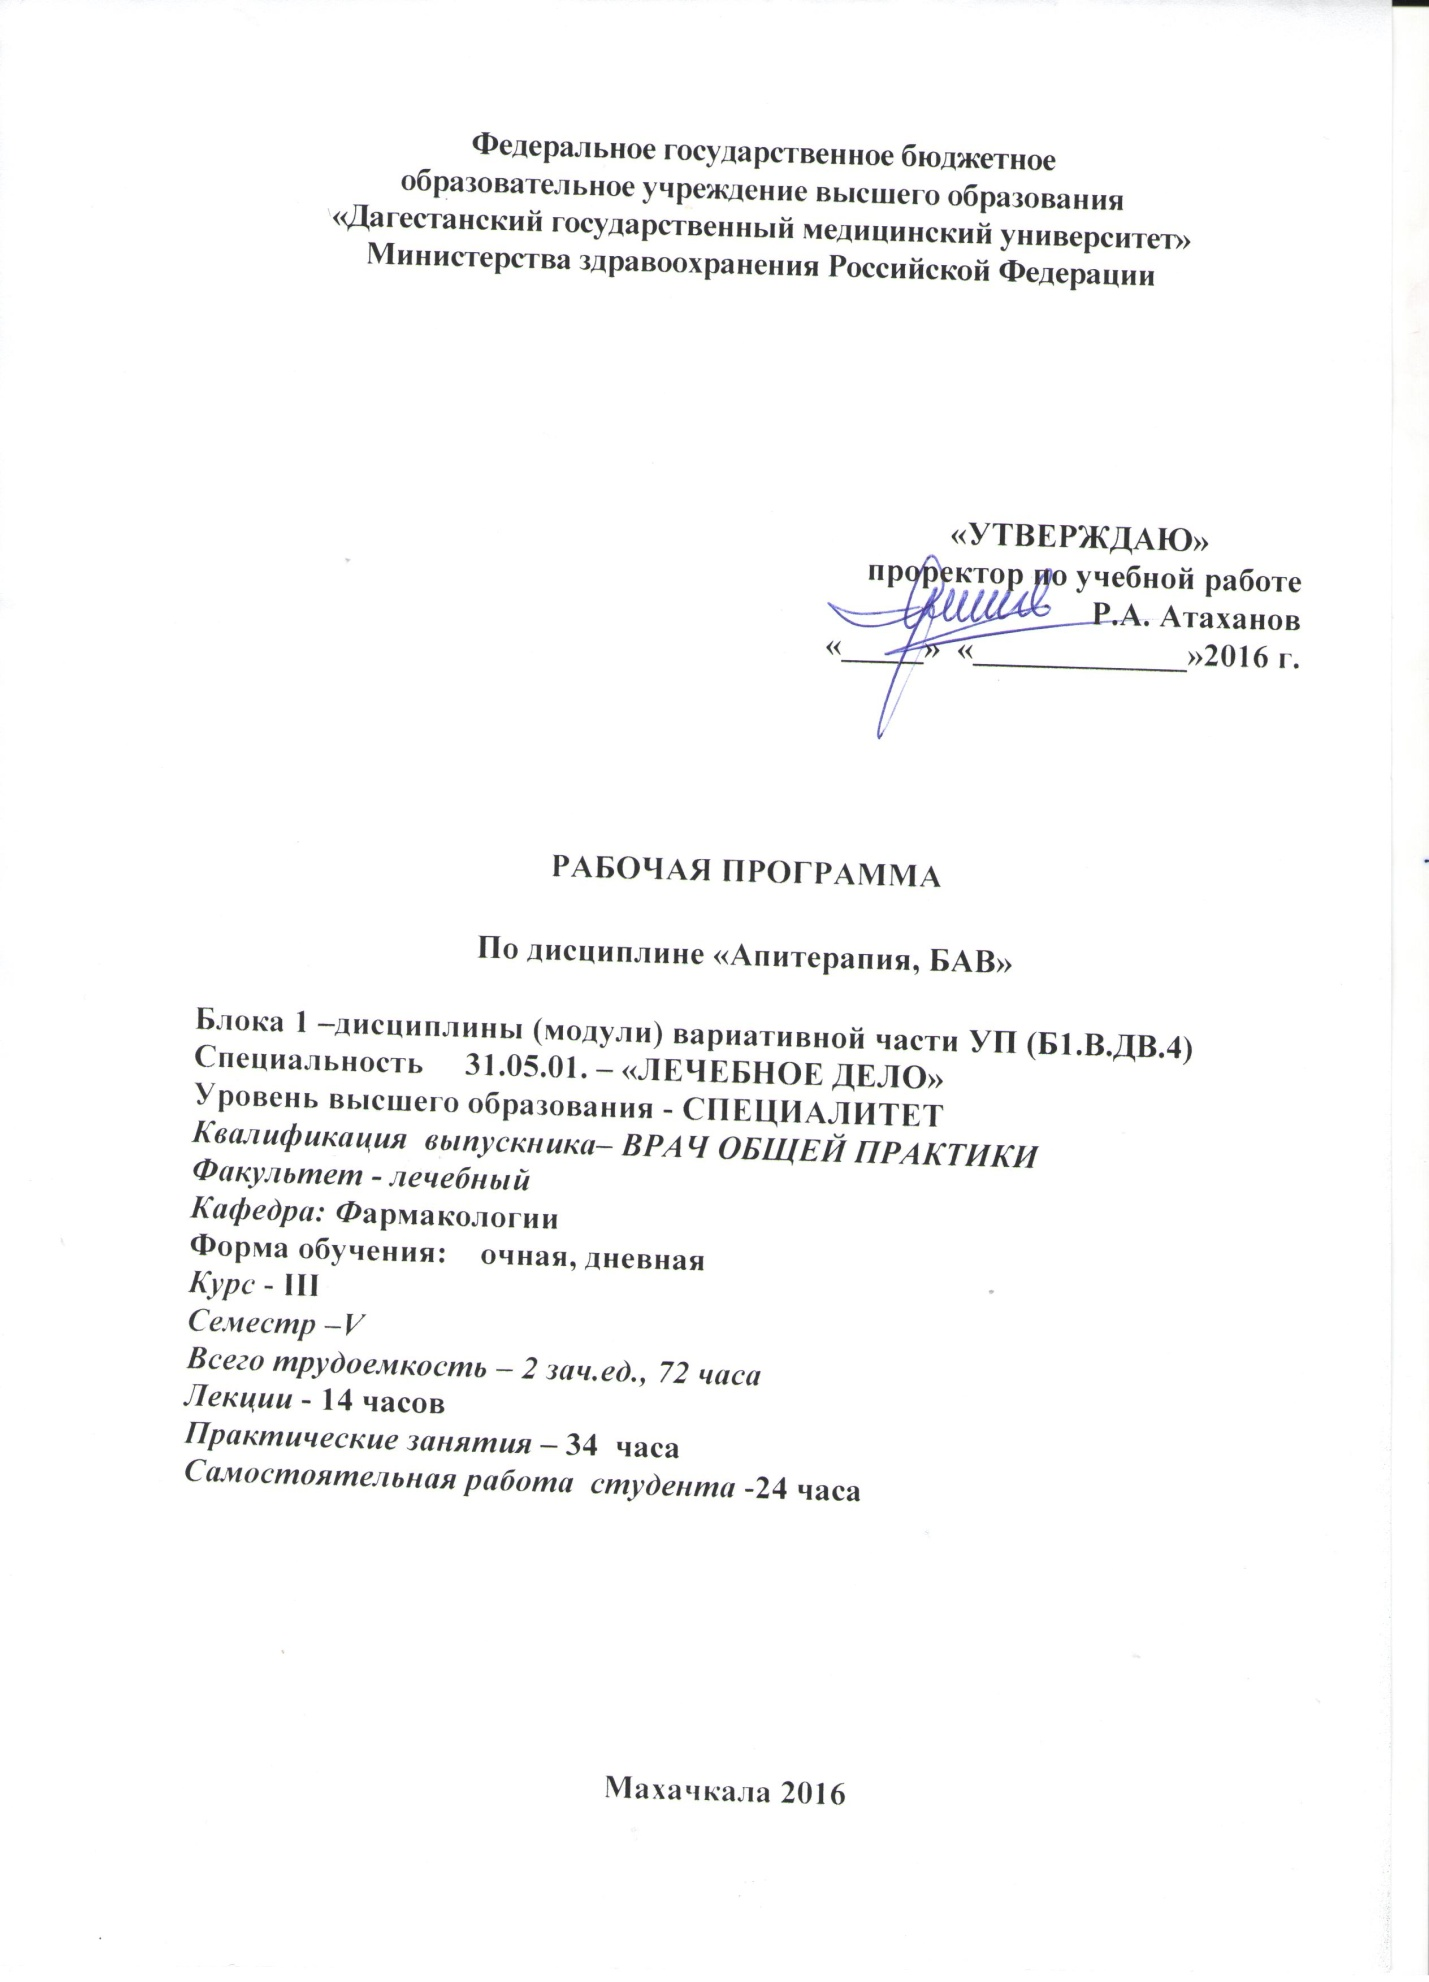 Федеральное государственное бюджетное
образовательное учреждение высшего образования
«Дагестанский государственный медицинский университет»
Министерства здравоохранения Российской Федерации
«УТВЕРЖДАЮ»
проректор по учебной работе
Р.А. Атаханов
«_____» «_____________»2016 г.
РАБОЧАЯ ПРОГРАММА
По дисциплине «Апитерапия, БАВ»
Блока 1 –дисциплины (модули) вариативной части УП (Б1.В.ДВ.4)
Специальность 31.05.01. – «ЛЕЧЕБНОЕ ДЕЛО»
Уровень высшего образования - СПЕЦИАЛИТЕТ
Квалификация выпускника– ВРАЧ ОБЩЕЙ ПРАКТИКИ
Факультет - лечебный
Кафедра: Фармакологии
Форма обучения: очная, дневная
Курс - III
Семестр –V
Всего трудоемкость – 2 зач.ед., 72 часа
Лекции - 14 часов
Практические занятия – 34 часа
Самостоятельная работа студента -24 часа
Махачкала 2016